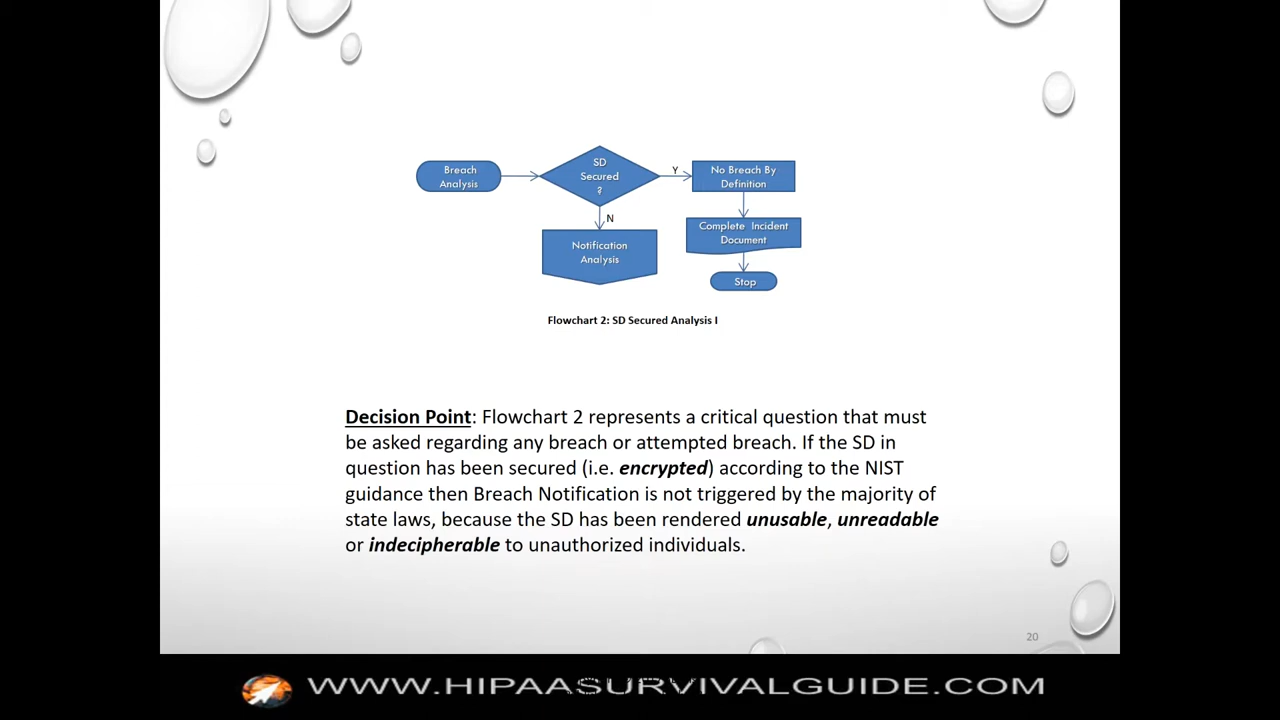 Breach
Analysis
SD
Secured
?
Y
No Breach By
Definition
N
Notification
Analysis
Complete Incident
Document
Stop
Flowchart 2: SD Secured Analysis I
Decision Point: Flowchart 2 represents a critical question that must
be asked regarding any breach or attempted breach. If the SD in
question has been secured (i.e. encrypted) according to the NIST
guidance then Breach Notification is not triggered by the majority of
state laws, because the SD has been rendered unusable, unreadable
or indecipherable to unauthorized individuals.
20
WWW.HIPAASURVIVALGUIDE.COM